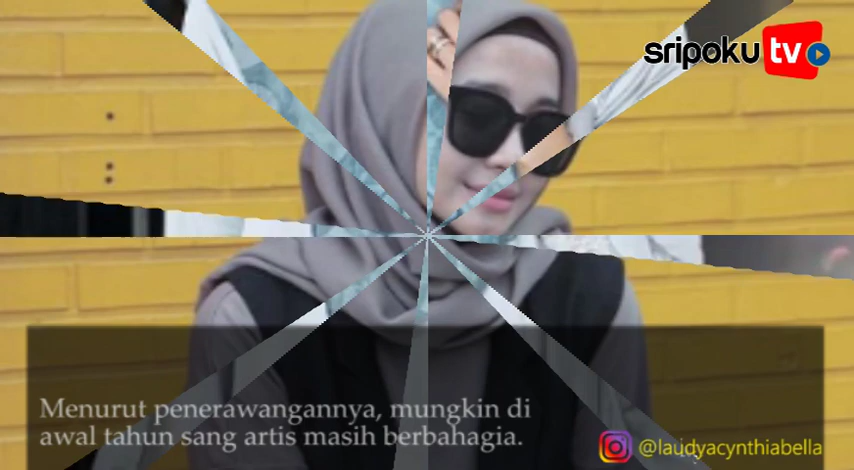 sripoku tv
Menurut penerawangannya, mungkin di
awal tahun sang artis masih berbahagia.
@laudyacynthiabella